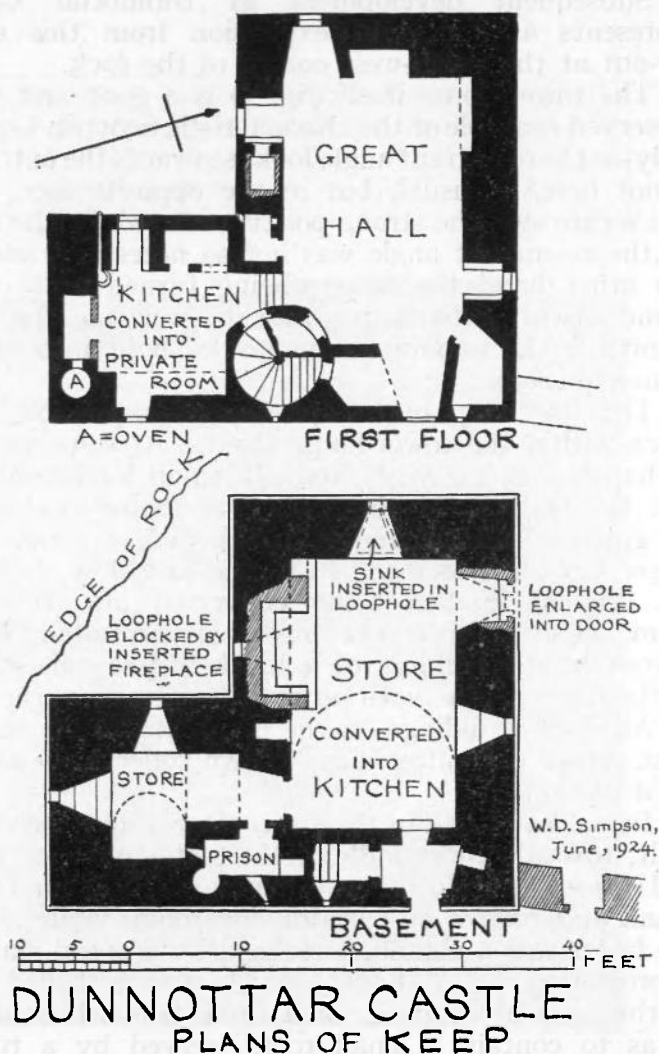 GREAT
HALL
KITCHEN
CONVERTED
INTO
PRIVATE
ROOM
A
A=OVEN
FIRST FLOOR
EDGE OF ROCK
SINK
INSERTED IN
LOOPHOLE
LOOPHOLE
ENLARGED
INTO DOOR
LOOPHOLE
BLOCKED BY
INSERTED
FIREPLACE
STORE
CONVERTED
INTO
KITCHEN
STORE
PRISON
W.D. Simpson,
June, 1924.
BASEMENT
10 5 0 10 20 30 40 FEET
DUNNOTTAR CASTLE
PLANS OF KEEP